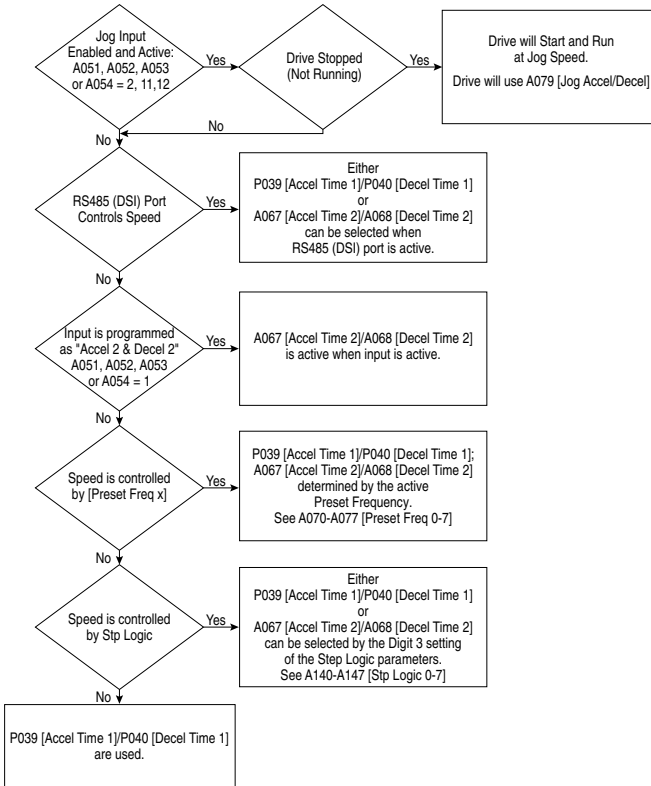 Jog Input
Enabled and Active:
A051, A052, A053
or A054 = 2, 11,12
Yes
Drive Stopped
(Not Running)
Yes
Drive will Start and Run
at Jog Speed.
Drive will use A079 [Jog Accel/Decel]
No
No
RS485 (DSI) Port
Controls Speed
Yes
Either
P039 [Accel Time 1]/P040 [Decel Time 1]
or
A067 [Accel Time 2]/A068 [Decel Time 2]
can be selected when
RS485 (DSI) port is active.
No
Input is programmed
as "Accel 2 & Decel 2"
A051, A052, A053
or A054 = 1
Yes
A067 [Accel Time 2]/A068 [Decel Time 2]
is active when input is active.
No
Speed is controlled
by [Preset Freq x]
Yes
P039 [Accel Time 1]/P040 [Decel Time 1];
A067 [Accel Time 2]/A068 [Decel Time 2]
determined by the active
Preset Frequency.
See A070-A077 [Preset Freq 0-7]
No
Speed is controlled
by Stp Logic
Yes
Either
P039 [Accel Time 1]/P040 [Decel Time 1]
or
A067 [Accel Time 2]/A068 [Decel Time 2]
can be selected by the Digit 3 setting
of the Step Logic parameters.
See A140-A147 [Stp Logic 0-7]
No
P039 [Accel Time 1]/P040 [Decel Time 1]
are used.